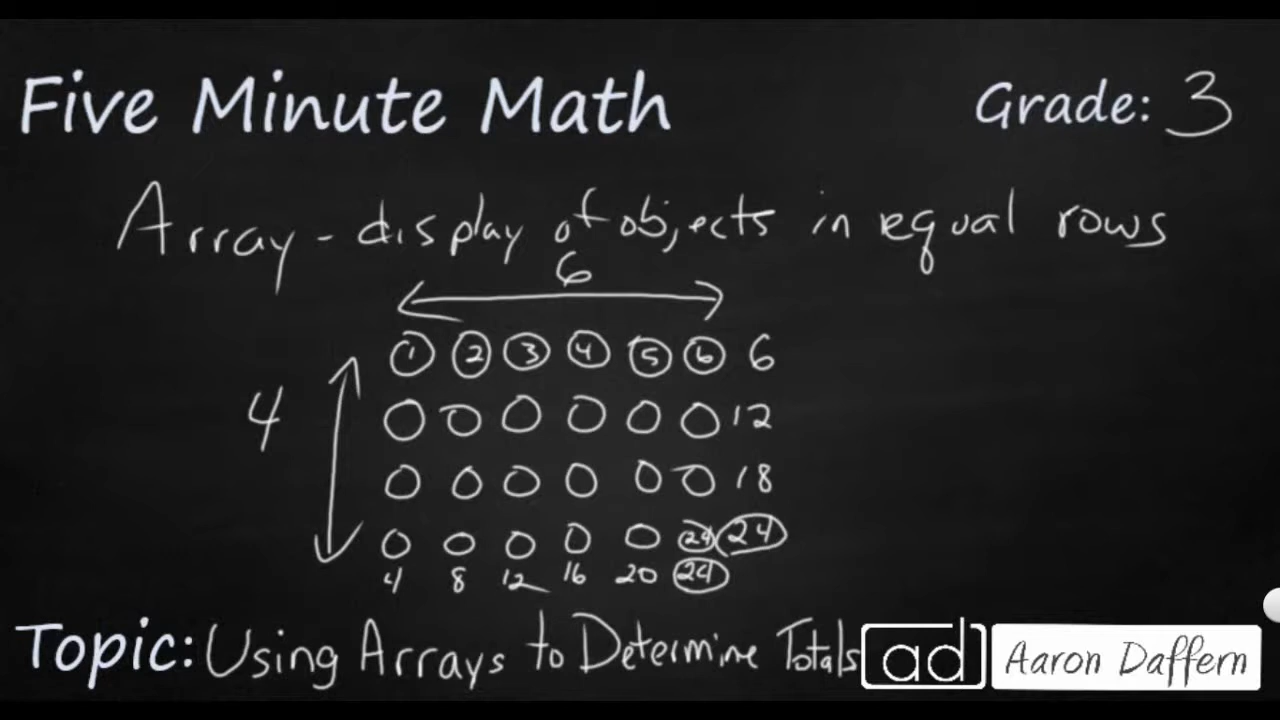 Five Minute Math Grade: 3
Array - display of objects in equal rows
6
1 2 3 4 5 6 6
4
12
18
24 24
4 8 12 16 20 24
Topic: Using Arrays to Determine Totals ad Aaron Daffern